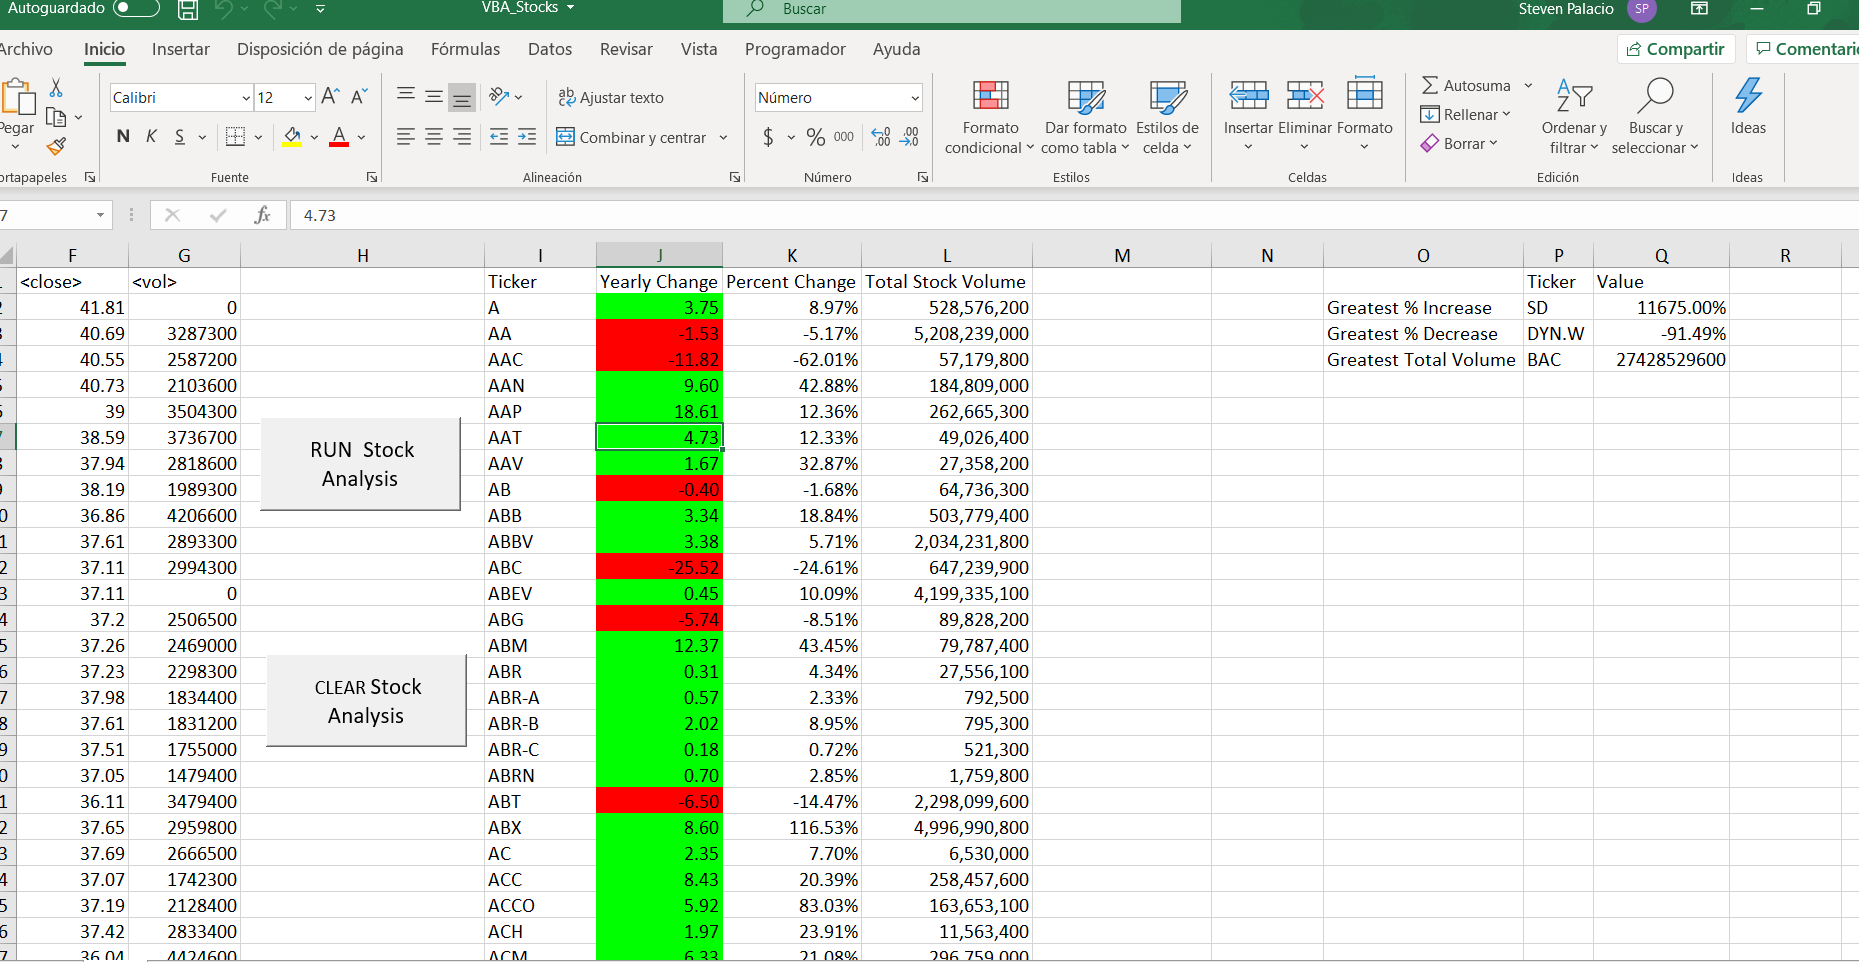 Autoguardado VBA_Stocks Buscar Steven Palacio SP
Archivo Inicio Insertar Disposición de página Fórmulas Datos Revisar Vista Programador Ayuda Compartir
Pegar
Calibri 12
N K S
Fuente
ab Ajustar texto
Combinar y centrar
Alineación
Número
$ % 000
Número
Formato condicional
Dar formato como tabla
Estilos de celda
Estilos
Insertar Eliminar Formato
Celdas
Autosuma
Rellenar
Borrar
Ordenar y filtrar
Buscar y seleccionar
Edición
Ideas
Ideas
fx 4.73
F G H I J K L M N O P Q R
<close> <vol> Ticker Yearly Change Percent Change Total Stock Volume Ticker Value
41.81 0 A 3.75 8.97% 528,576,200 Greatest % Increase SD 11675.00%
40.69 3287300 AA -1.53 -5.17% 5,208,239,000 Greatest % Decrease DYN.W -91.49%
40.55 2587200 AAC -11.82 -62.01% 57,179,800 Greatest Total Volume BAC 27428529600
40.73 2103600 AAN 9.60 42.88% 184,809,000
39 3504300 AAP 18.61 12.36% 262,665,300
38.59 3736700 AAT 4.73 12.33% 49,026,400
37.94 2818600 AAV 1.67 32.87% 27,358,200
38.19 1989300 AB -0.40 -1.68% 64,736,300
36.86 4206600 ABB 3.34 18.84% 503,779,400
37.61 2893300 ABBV 3.38 5.71% 2,034,231,800
37.11 2994300 ABC -25.52 -24.61% 647,239,900
37.11 0 ABEV 0.45 10.09% 4,199,335,100
37.2 2506500 ABG -5.74 -8.51% 89,828,200
37.26 2469000 ABM 12.37 43.45% 79,787,400
37.23 2298300 ABR 0.31 4.34% 27,556,100
37.98 1834400 ABR-A 0.57 2.33% 792,500
37.61 1831200 ABR-B 2.02 8.95% 795,300
37.51 1755000 ABR-C 0.18 0.72% 521,300
37.05 1479400 ABRN 0.70 2.85% 1,759,800
36.11 3479400 ABT -6.50 -14.47% 2,298,099,600
37.65 2959800 ABX 8.60 116.53% 4,996,990,800
37.69 2666500 AC 2.35 7.70% 6,530,000
37.07 1742300 ACC 8.43 20.39% 258,457,600
37.19 2128400 ACCO 5.92 83.03% 163,653,100
37.42 2833400 ACH 1.97 23.91% 11,563,400
36.04 4424600 ACM 6.33 21.08% 296,759,000
RUN Stock
Analysis
CLEAR Stock
Analysis